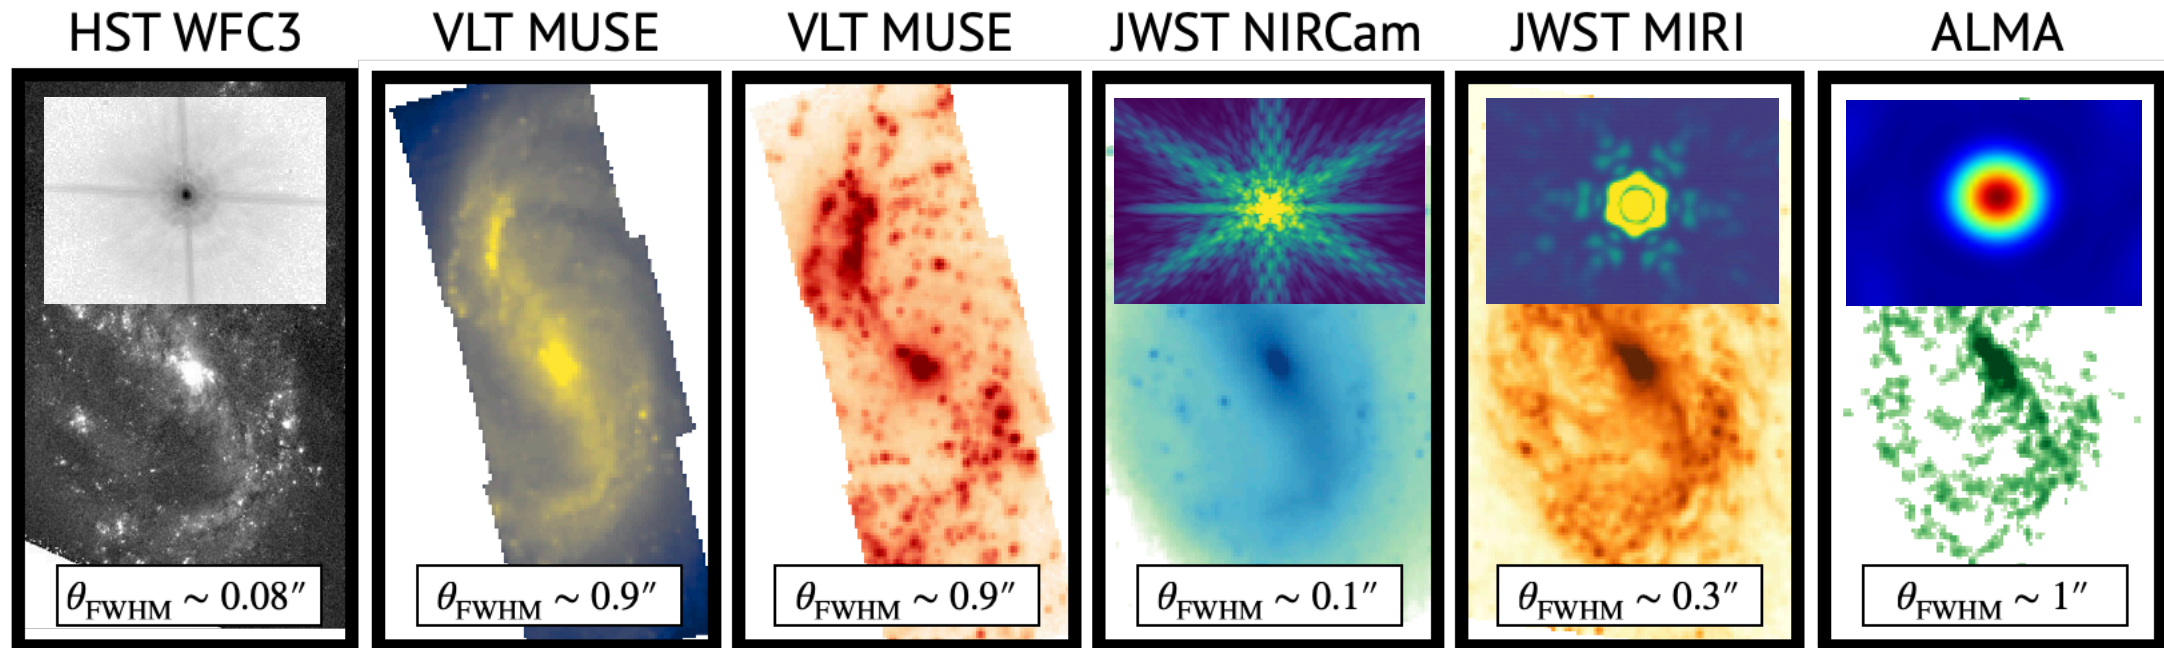 HST WFC3
VLT MUSE
VLT MUSE
JWST NIRCam
JWST MIRI
ALMA
θFWHM ~ 0.08″
θFWHM ~ 0.9″
θFWHM ~ 0.9″
θFWHM ~ 0.1″
θFWHM ~ 0.3″
θFWHM ~ 1″